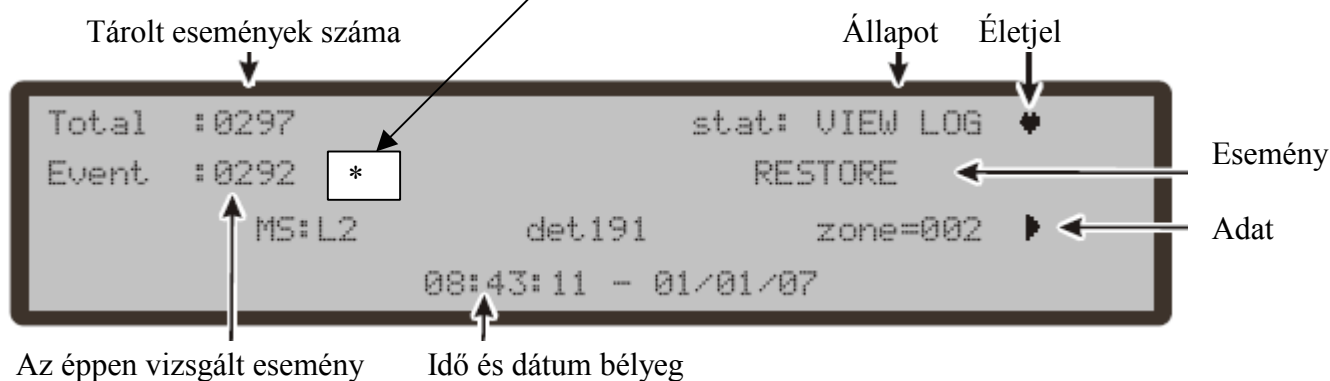 Tárolt események száma
Állapot
Életjel
Total :0297
stat: VIEW LOG
Event :0292
*
RESTORE
Esemény
MS:L2
det191
zone=002
Adat
08:43:11 - 01/01/07
Az éppen vizsgált esemény
Idő és dátum bélyeg